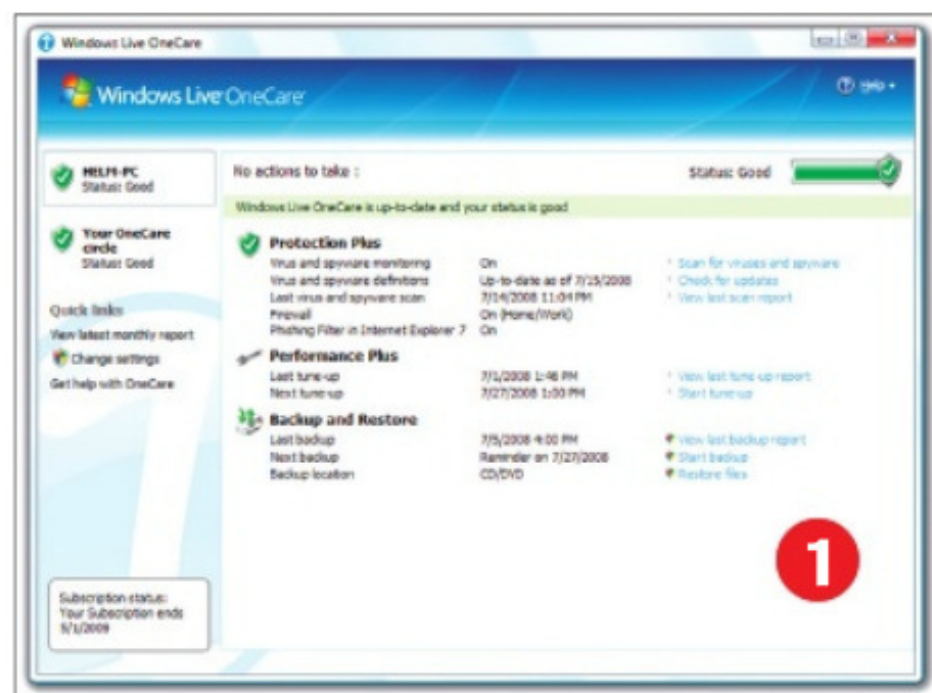 Windows Live OneCare
Windows Live OneCare
Help
HELM-PC
Status: Good
Your OneCare
circle
Status: Good
Quick links
View latest monthly report
Change settings
Get help with OneCare
Subscription status:
Your Subscription ends
5/1/2009
No actions to take :
Status: Good
Windows Live OneCare is up-to-date and your status is good
Protection Plus
Virus and spyware monitoring On Scan for viruses and spyware
Virus and spyware definitions Up-to-date as of 7/15/2008 Check for updates
Last virus and spyware scan 7/14/2008 11:04 PM View last scan report
Firewall On (Home/Work)
Phishing Filter in Internet Explorer 7 On
Performance Plus
Last tune-up 7/1/2008 1:46 PM View last tune-up report
Next tune-up 7/27/2008 1:00 PM Start tune-up
Backup and Restore
Last backup 7/5/2008 4:00 PM View last backup report
Next backup Reminder on 7/27/2008 Start backup
Backup location CD/DVD Restore files
1